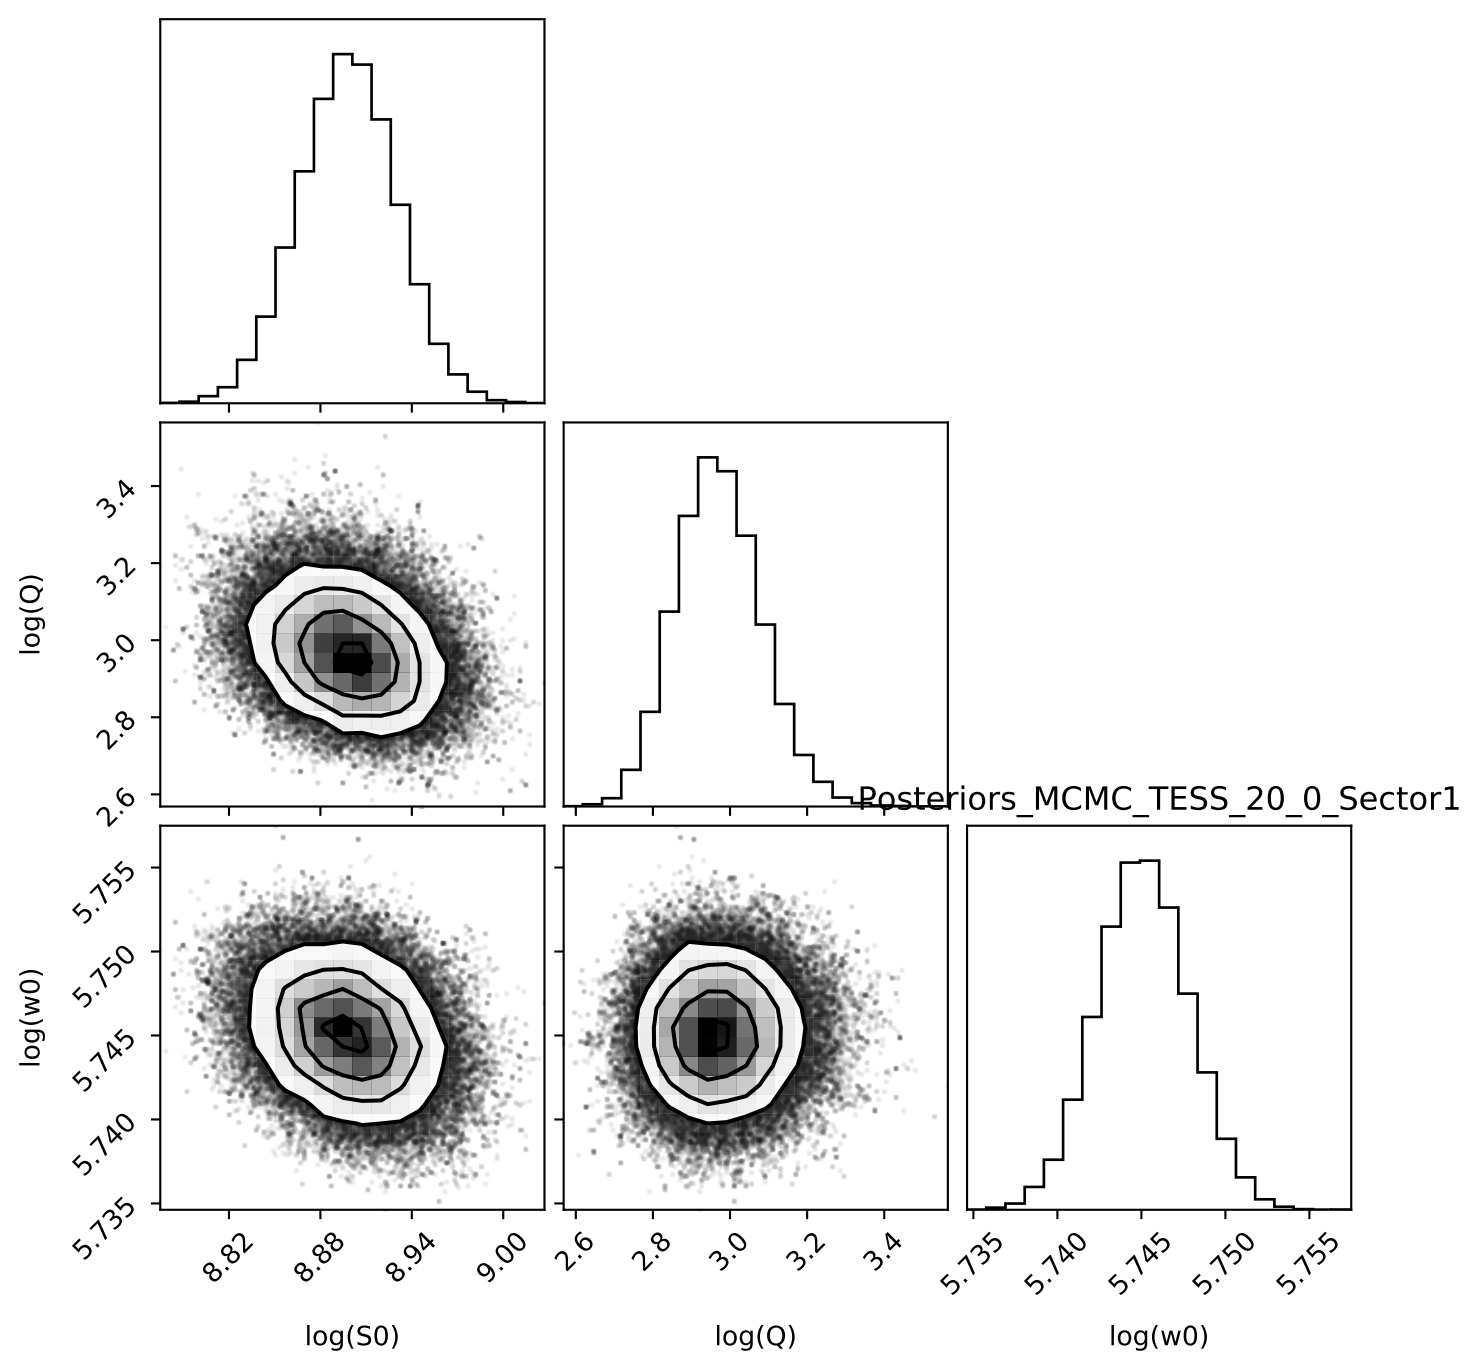 log(Q)
3.4
3.2
3.0
2.8
2.6
Posteriors_MCMC_TESS_20_0_Sector1
log(w0)
5.755
5.750
5.745
5.740
5.735
8.82 8.88 8.94 9.00
2.6 2.8 3.0 3.2 3.4
5.735 5.740 5.745 5.750 5.755
log(S0) log(Q) log(w0)